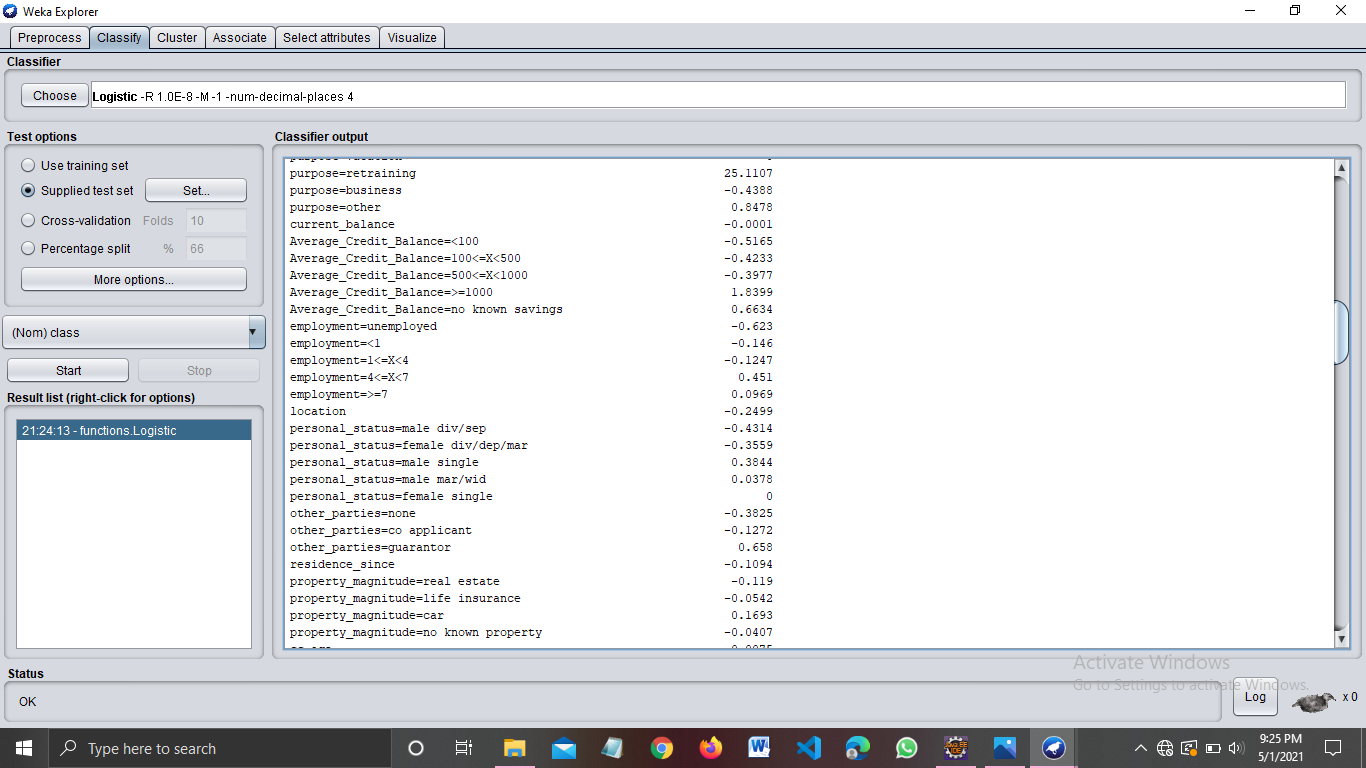 Weka Explorer
Preprocess Classify Cluster Associate Select attributes Visualize
Classifier
Choose Logistic -R 1.0E-8 -M -1 -num-decimal-places 4
Test options
Use training set
Supplied test set Set...
Cross-validation Folds 10
Percentage split % 66
More options...
(Nom) class
Start Stop
Result list (right-click for options)
21:24:13 - functions.Logistic
Classifier output
purpose=retraining 25.1107
purpose=business -0.4388
purpose=other 0.8478
current_balance -0.0001
Average_Credit_Balance=<100 -0.5165
Average_Credit_Balance=100<=X<500 -0.4233
Average_Credit_Balance=500<=X<1000 -0.3977
Average_Credit_Balance=>=1000 1.8399
Average_Credit_Balance=no known savings 0.6634
employment=unemployed -0.623
employment=<1 -0.146
employment=1<=X<4 -0.1247
employment=4<=X<7 0.451
employment=>=7 0.0969
location -0.2499
personal_status=male div/sep -0.4314
personal_status=female div/dep/mar -0.3559
personal_status=male single 0.3844
personal_status=male mar/wid 0.0378
personal_status=female single 0
other_parties=none -0.3825
other_parties=co applicant -0.1272
other_parties=guarantor 0.658
residence_since -0.1094
property_magnitude=real estate -0.119
property_magnitude=life insurance -0.0542
property_magnitude=car 0.1693
property_magnitude=no known property -0.0407
Status
OK
Log
x 0
Activate Windows
Go to Settings to activate Windows.
Type here to search
9:25 PM
5/1/2021